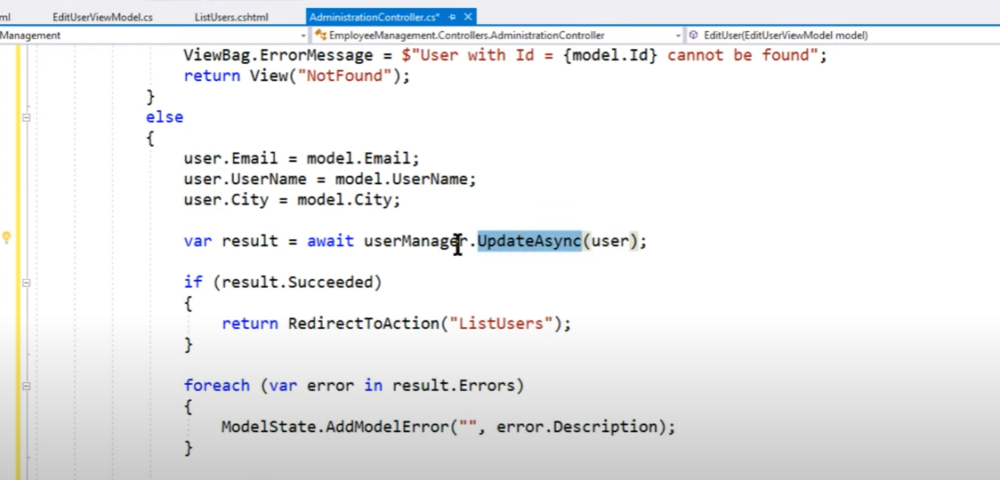 ml EditUserViewModel.cs ListUsers.cshtml AdministrationController.cs*
Management EmployeeManagement.Controllers.AdministrationController EditUser(EditUserViewModel model)
ViewBag.ErrorMessage = $"User with Id = {model.Id} cannot be found";
return View("NotFound");
}
else
{
user.Email = model.Email;
user.UserName = model.UserName;
user.City = model.City;
var result = await userManager.UpdateAsync(user);
if (result.Succeeded)
{
return RedirectToAction("ListUsers");
}
foreach (var error in result.Errors)
{
ModelState.AddModelError("", error.Description);
}